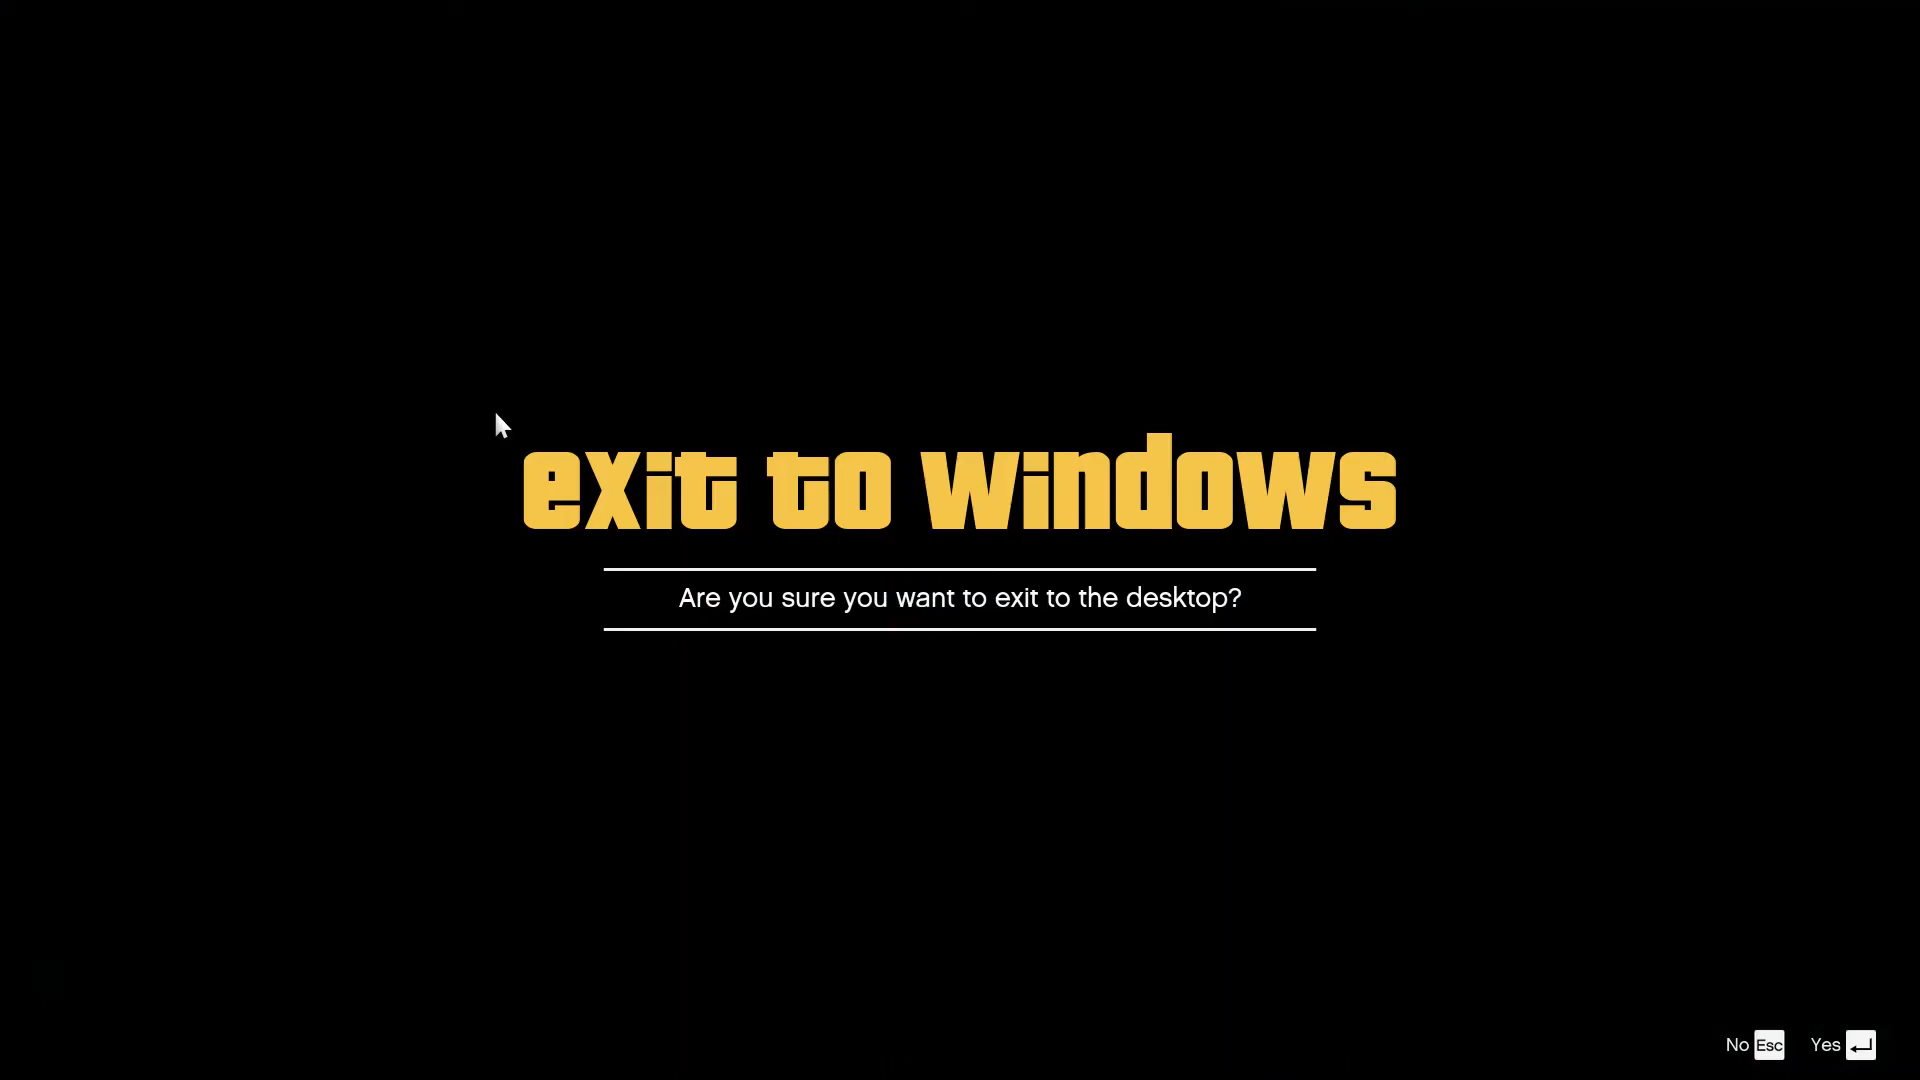 exit to windows
Are you sure you want to exit to the desktop?
No Esc Yes